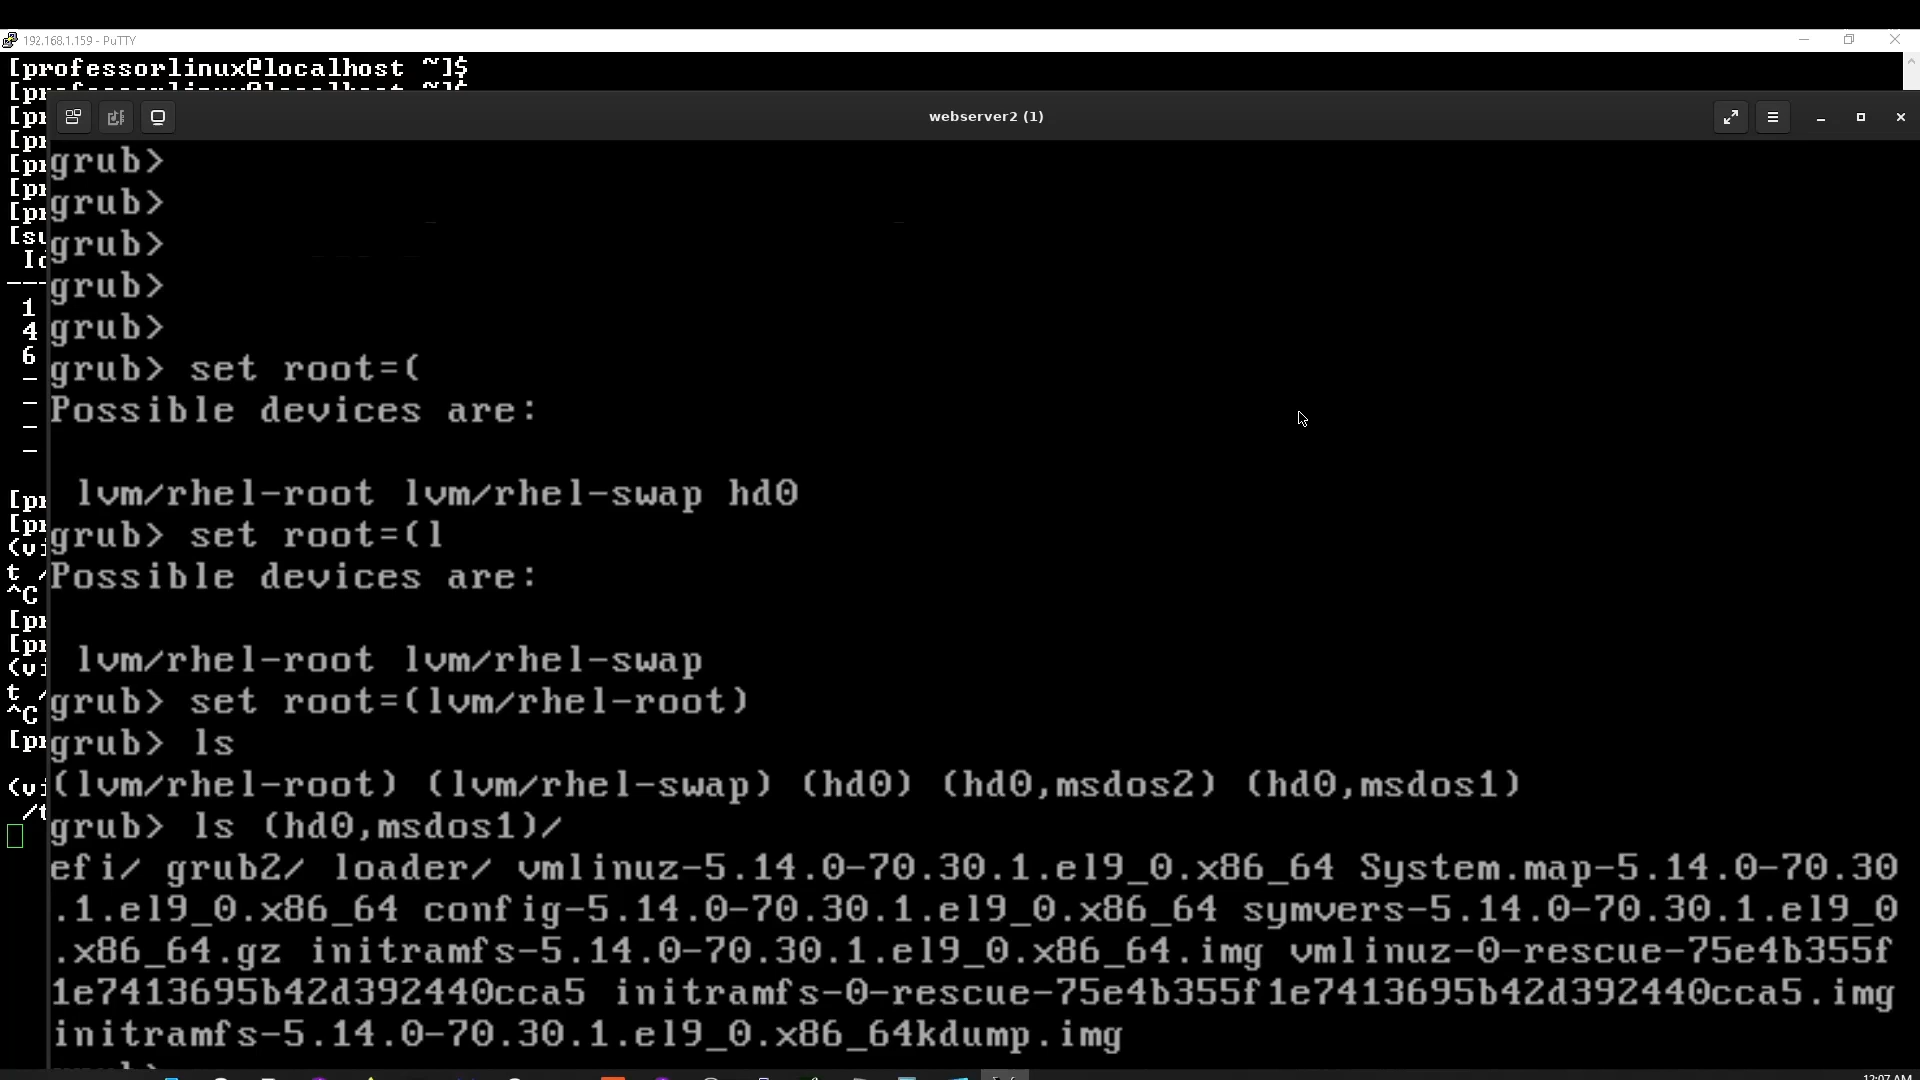 192.168.1.159 - PuTTY
[professorlinux@localhost ~]$
webserver2 (1)
grub>
grub>
grub>
grub>
grub>
grub> set root=(
Possible devices are:
lvm/rhel-root lvm/rhel-swap hd0
grub> set root=(l
Possible devices are:
lvm/rhel-root lvm/rhel-swap
grub> set root=(lvm/rhel-root)
grub> ls
(lvm/rhel-root) (lvm/rhel-swap) (hd0) (hd0,msdos2) (hd0,msdos1)
grub> ls (hd0,msdos1)/
efi/ grub2/ loader/ vmlinuz-5.14.0-70.30.1.el9_0.x86_64 System.map-5.14.0-70.30
.1.el9_0.x86_64 config-5.14.0-70.30.1.el9_0.x86_64 symvers-5.14.0-70.30.1.el9_0
.x86_64.gz initramfs-5.14.0-70.30.1.el9_0.x86_64.img vmlinuz-0-rescue-75e4b355f
1e7413695b42d392440cca5 initramfs-0-rescue-75e4b355f1e7413695b42d392440cca5.img
initramfs-5.14.0-70.30.1.el9_0.x86_64kdump.img
grub>
12:07 AM